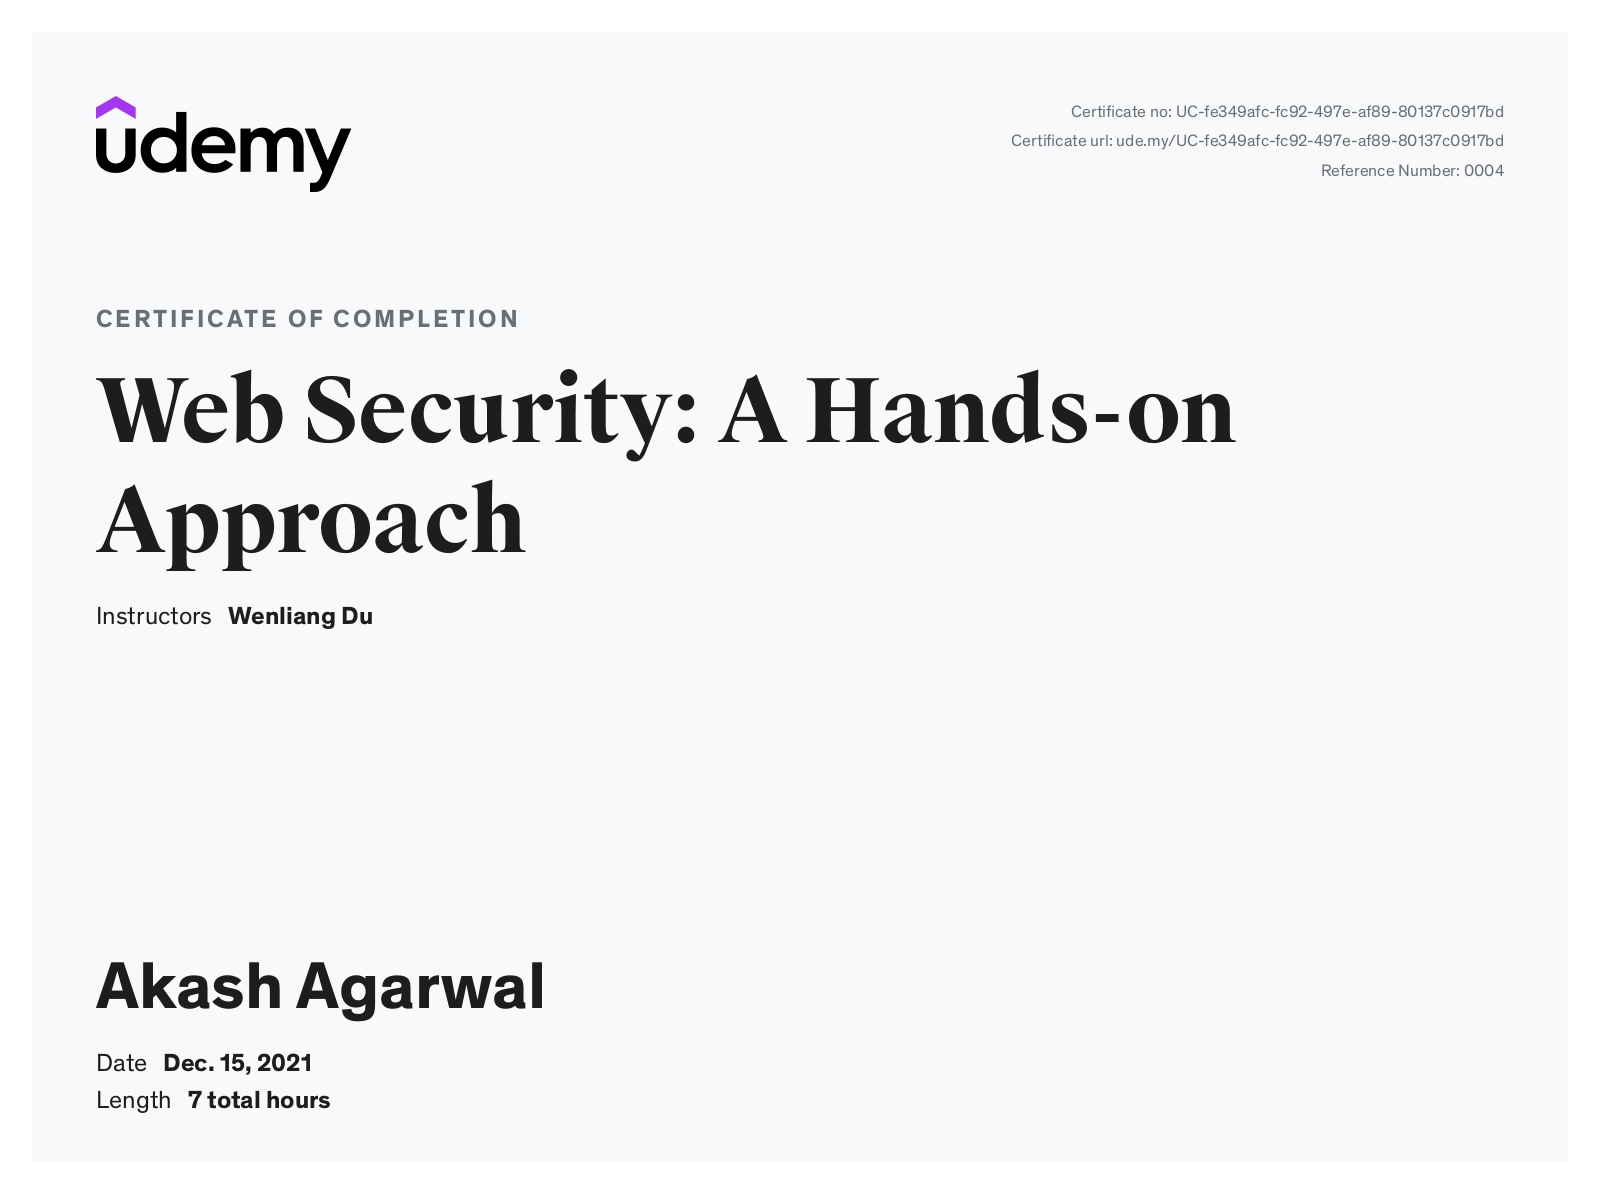 udemy
Certificate no: UC-fe349afc-fc92-497e-af89-80137c0917bd
Certificate url: ude.my/UC-fe349afc-fc92-497e-af89-80137c0917bd
Reference Number: 0004
CERTIFICATE OF COMPLETION
Web Security: A Hands-on
Approach
Instructors Wenliang Du
Akash Agarwal
Date Dec. 15, 2021
Length 7 total hours